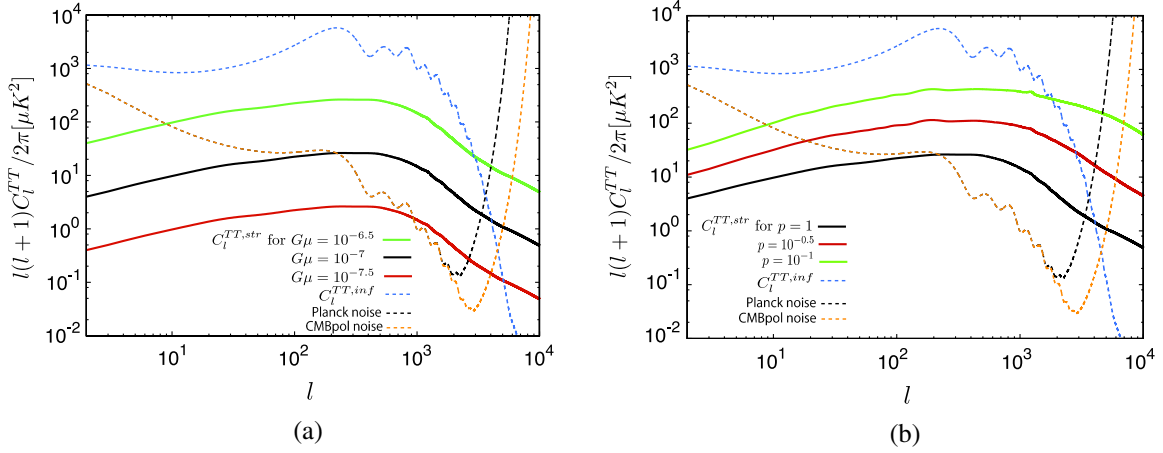 l(l + 1)C_l^{TT}/2π[μK^2]
10^4
10^3
10^2
10^1
10^0
10^{-1}
10^{-2}
C_l^{TT,str} for Gμ = 10^{-6.5}
Gμ = 10^{-7}
Gμ = 10^{-7.5}
C_l^{TT,inf}
Planck noise
CMBpol noise
10^1 10^2 10^3 10^4
l
(a)
l(l + 1)C_l^{TT}/2π[μK^2]
10^4
10^3
10^2
10^1
10^0
10^{-1}
10^{-2}
C_l^{TT,str} for p = 1
p = 10^{-0.5}
p = 10^{-1}
C_l^{TT,inf}
Planck noise
CMBpol noise
10^1 10^2 10^3 10^4
l
(b)